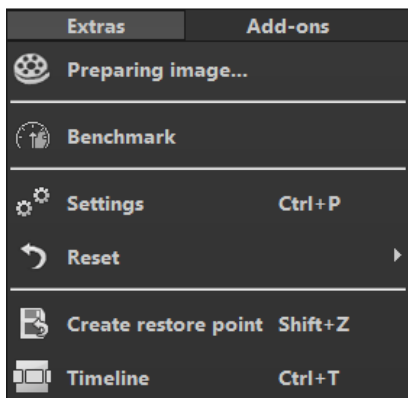 Extras Add-ons
Preparing image...
Benchmark
Settings Ctrl+P
Reset
Create restore point Shift+Z
Timeline Ctrl+T